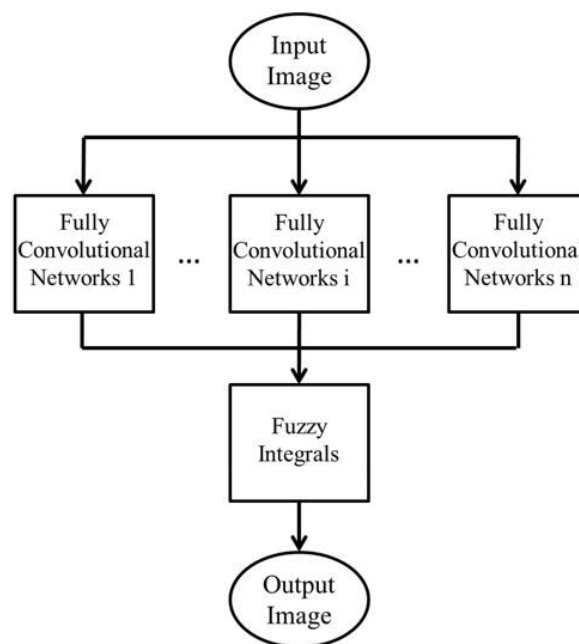 Input
Image
Fully
Convolutional
Networks 1
...
Fully
Convolutional
Networks i
...
Fully
Convolutional
Networks n
Fuzzy
Integrals
Output
Image